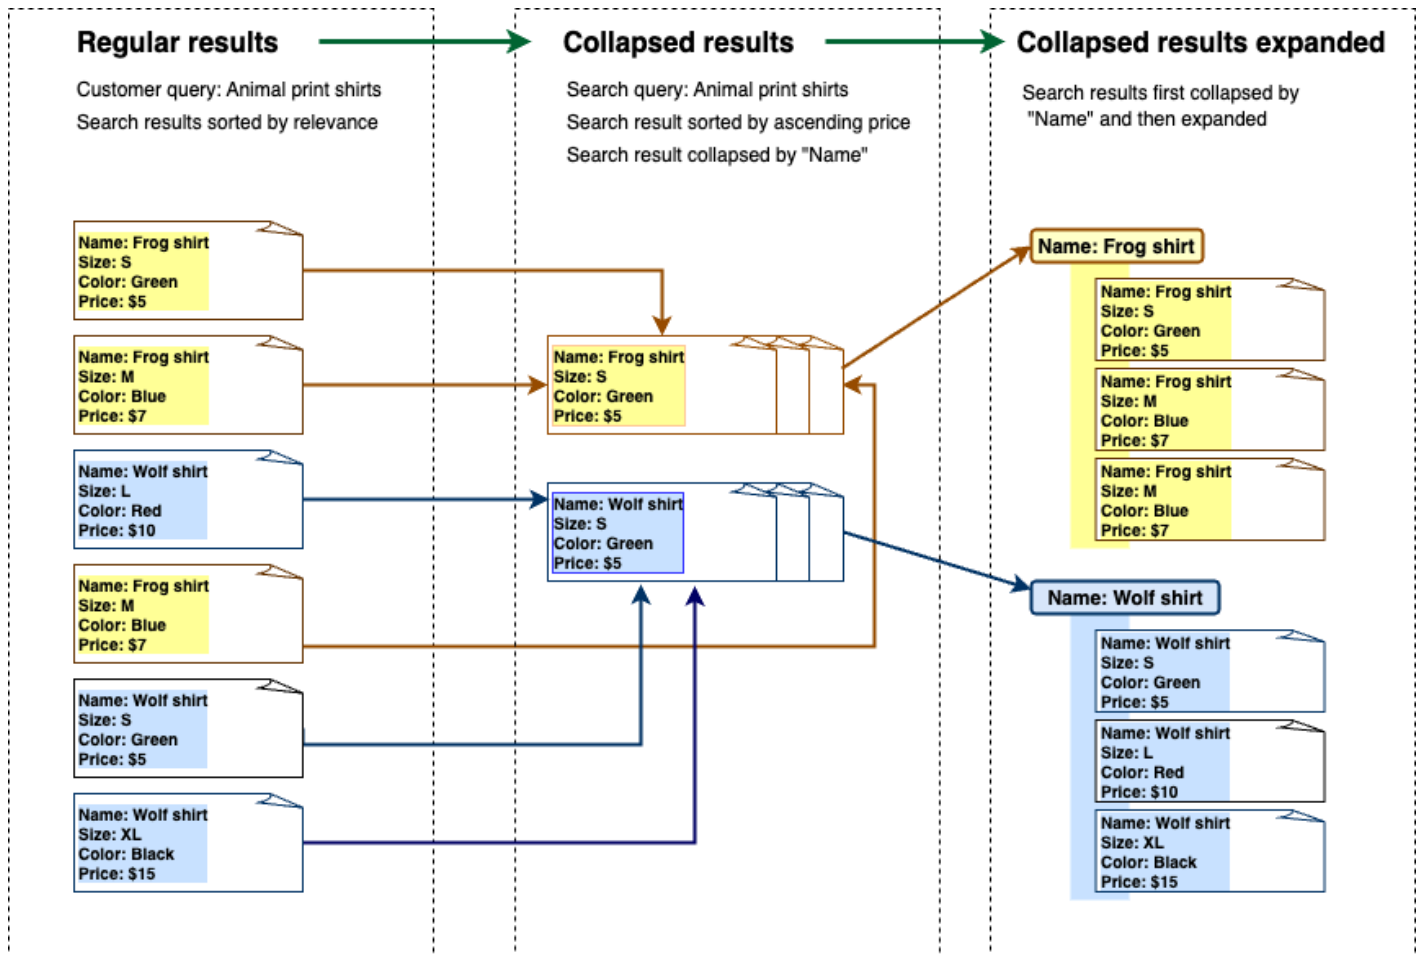 Regular results
Customer query: Animal print shirts
Search results sorted by relevance
Name: Frog shirt
Size: S
Color: Green
Price: $5
Name: Frog shirt
Size: M
Color: Blue
Price: $7
Name: Wolf shirt
Size: L
Color: Red
Price: $10
Name: Frog shirt
Size: M
Color: Blue
Price: $7
Name: Wolf shirt
Size: S
Color: Green
Price: $5
Name: Wolf shirt
Size: XL
Color: Black
Price: $15
Collapsed results
Search query: Animal print shirts
Search result sorted by ascending price
Search result collapsed by "Name"
Name: Frog shirt
Size: S
Color: Green
Price: $5
Name: Wolf shirt
Size: S
Color: Green
Price: $5
Collapsed results expanded
Search results first collapsed by
"Name" and then expanded
Name: Frog shirt
Name: Frog shirt
Size: S
Color: Green
Price: $5
Name: Frog shirt
Size: M
Color: Blue
Price: $7
Name: Frog shirt
Size: M
Color: Blue
Price: $7
Name: Wolf shirt
Name: Wolf shirt
Size: S
Color: Green
Price: $5
Name: Wolf shirt
Size: L
Color: Red
Price: $10
Name: Wolf shirt
Size: XL
Color: Black
Price: $15